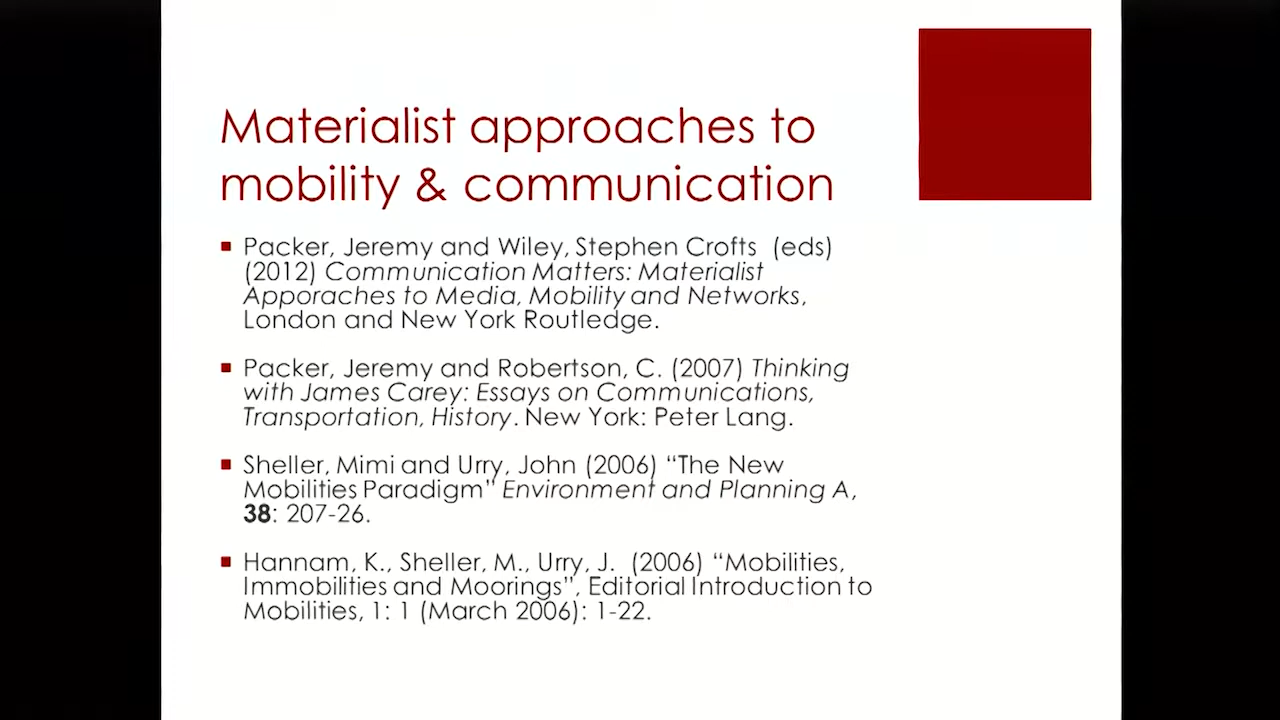 Materialist approaches to
mobility & communication
Packer, Jeremy and Wiley, Stephen Crofts (eds)
(2012) Communication Matters: Materialist
Apporaches to Media, Mobility and Networks,
London and New York Routledge.
Packer, Jeremy and Robertson, C. (2007) Thinking
with James Carey: Essays on Communications,
Transportation, History. New York: Peter Lang.
Sheller, Mimi and Urry, John (2006) “The New
Mobilities Paradigm” Environment and Planning A,
38: 207-26.
Hannam, K., Sheller, M., Urry, J. (2006) “Mobilities,
Immobilities and Moorings”, Editorial Introduction to
Mobilities, 1: 1 (March 2006): 1-22.